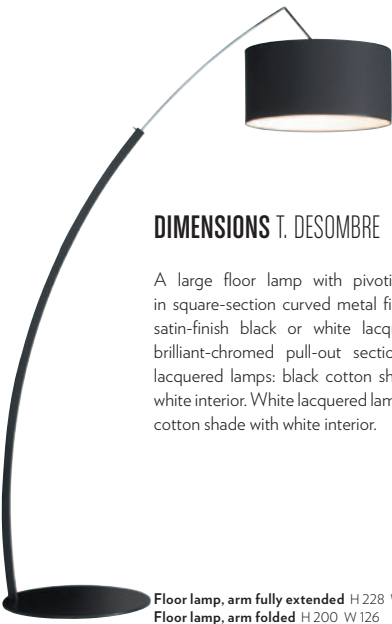 DIMENSIONS T. DESOMBRE
A large floor lamp with
in square-section curved metal
satin-finish black or white
brilliant-chromed pull-out
lacquered lamps: black cotton
white interior. White lacquered
cotton shade with white interior.
Floor lamp, arm fully extended H 228
Floor lamp, arm folded H 200 W 126